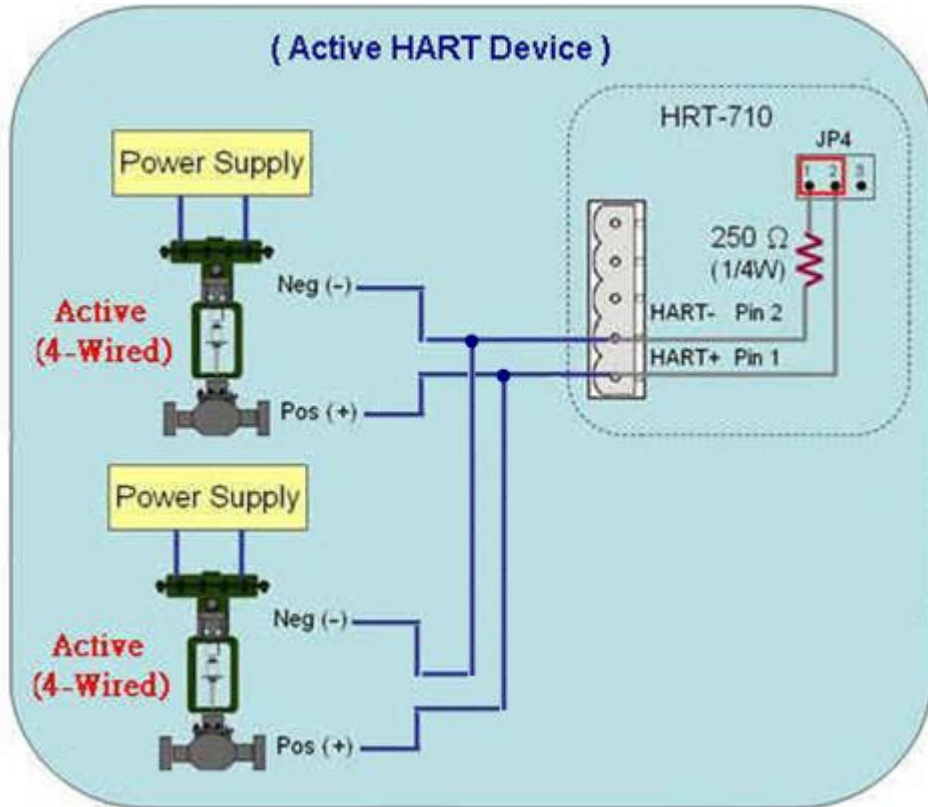 ( Active HART Device )
HRT-710
JP4
1 2 3
Power Supply
250 Ω
(1/4W)
Neg (-)
Active
(4-Wired)
HART- Pin 2
HART+ Pin 1
Pos (+)
Power Supply
Neg (-)
Active
(4-Wired)
Pos (+)